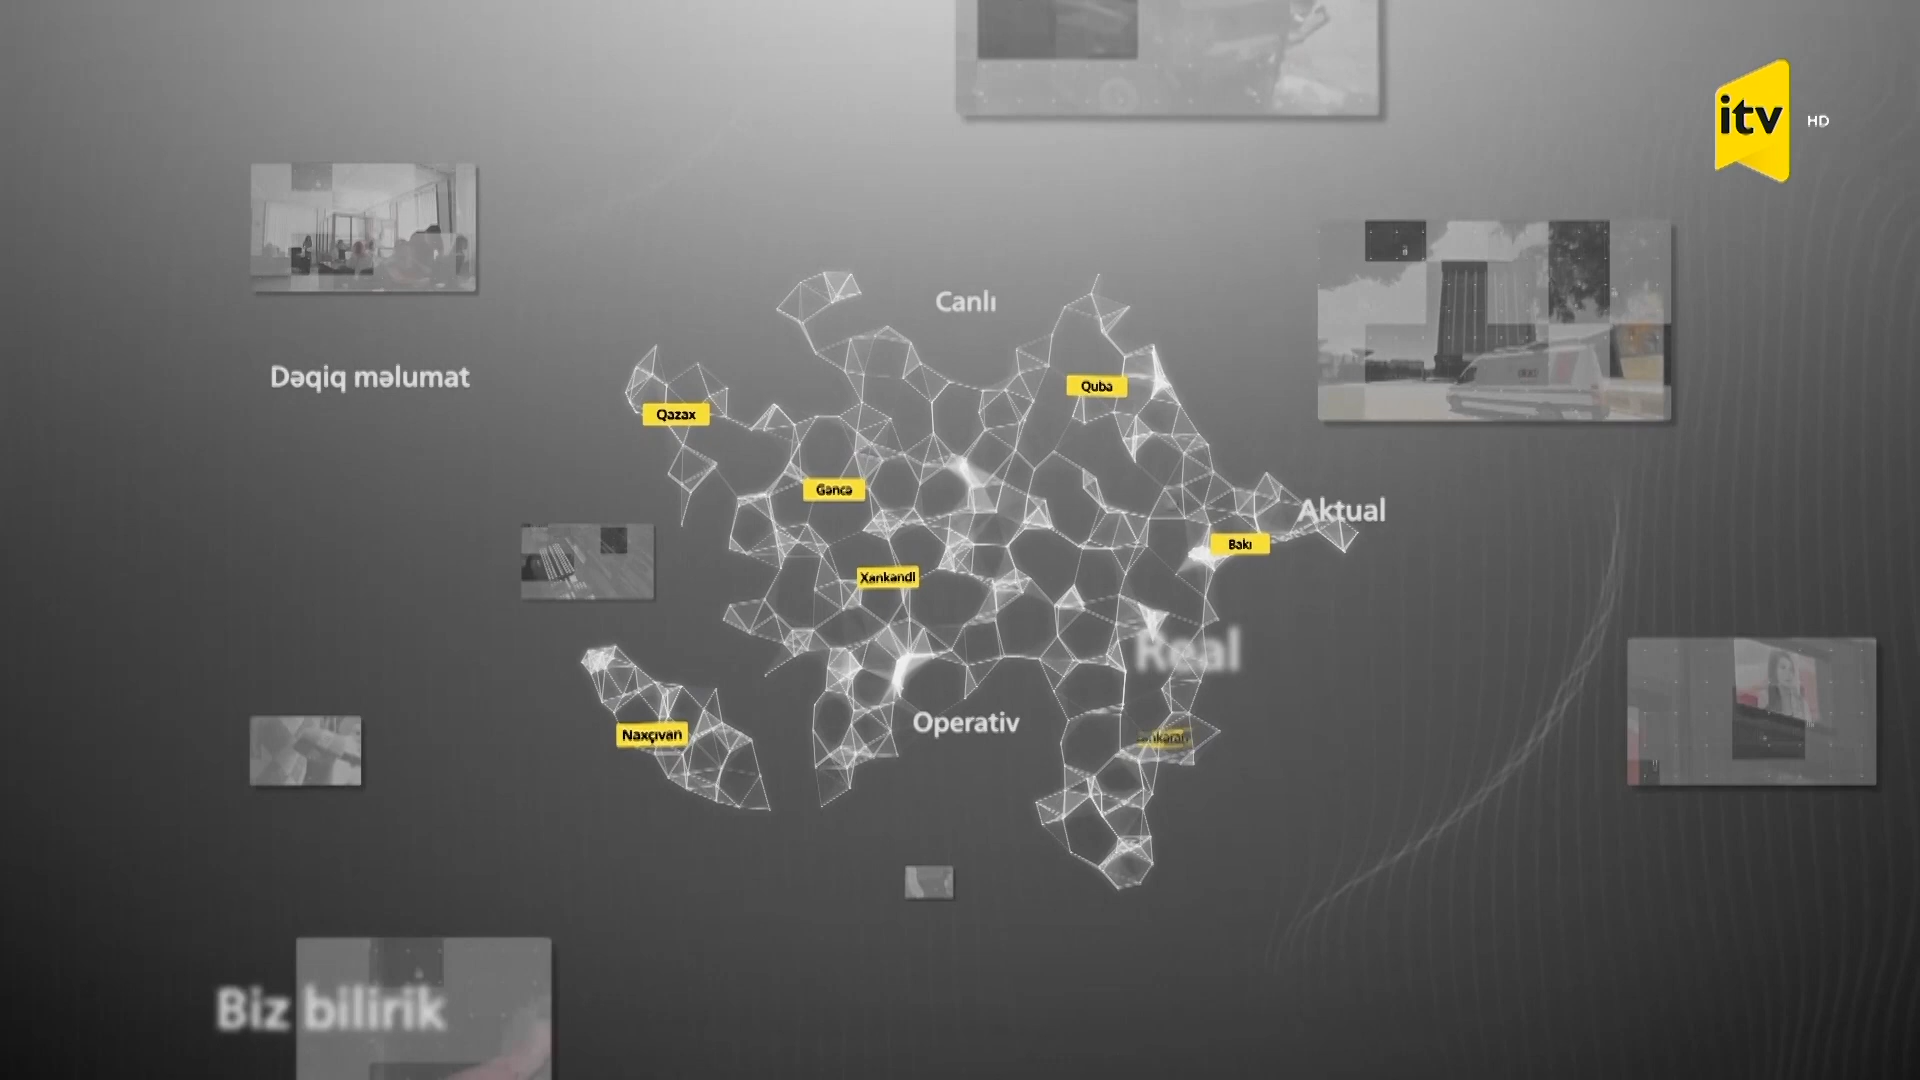 itv
HD
Canlı
Dəqiq məlumat
Quba
Qazax
Gəncə
Aktual
Bakı
Xankəndi
Real
Operativ
Naxçıvan
Biz bilirik